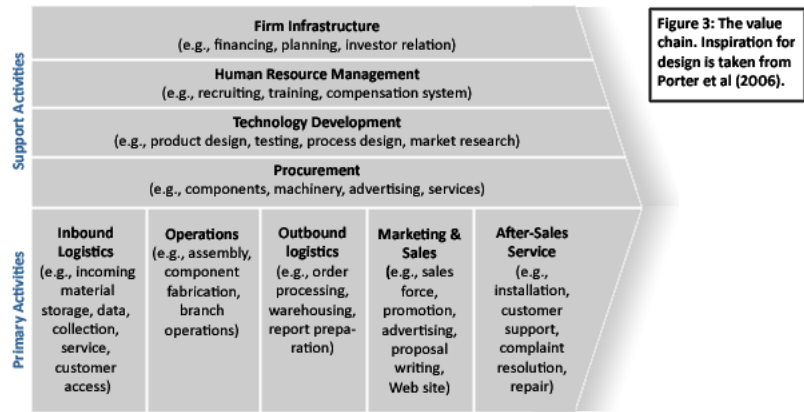 Support Activities
Firm Infrastructure
(e.g., financing, planning, investor relation)
Human Resource Management
(e.g., recruiting, training, compensation system)
Technology Development
(e.g., product design, testing, process design, market research)
Procurement
(e.g., components, machinery, advertising, services)
Figure 3: The value
chain. Inspiration for
design is taken from
Porter et al (2006).
Primary Activities
Inbound
Logistics
(e.g., incoming
material
storage, data,
collection,
service,
customer
access)
Operations
(e.g., assembly,
component
fabrication,
branch
operations)
Outbound
logistics
(e.g., order
processing,
warehousing,
report prepa-
ration)
Marketing &
Sales
(e.g., sales
force,
promotion,
advertising,
proposal
writing,
Web site)
After-Sales
Service
(e.g.,
installation,
customer
support,
complaint
resolution,
repair)